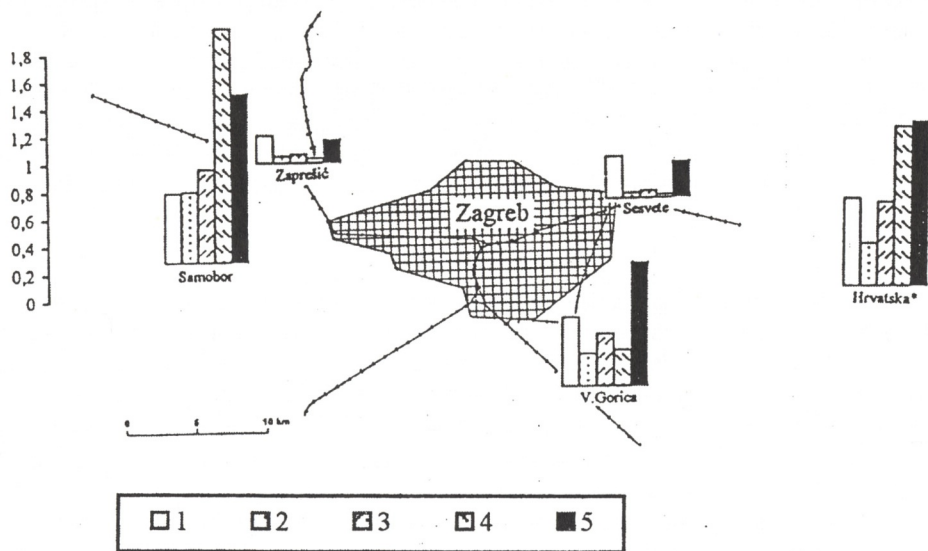 1,8
1,6
1,4
1,2
1
0,8
0,6
0,4
0,2
0
Samobor
Zaprešić
Zagreb
Sesvete
V.Gorica
Hrvatska*
0 5 10 km
1 2 3 4 5